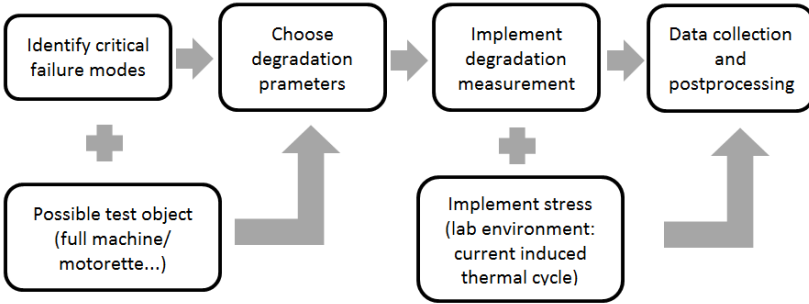 Identify critical
failure modes
Choose
degradation
prameters
Implement
degradation
measurement
Data collection
and
postprocessing
Possible test object
(full machine/
motorette...)
Implement stress
(lab environment:
current induced
thermal cycle)